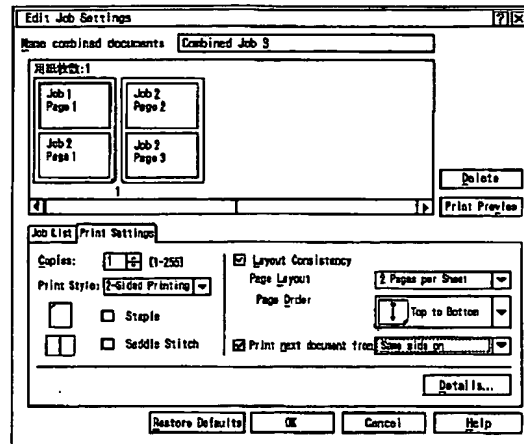 Edit Job Settings
Name combined documents Combined Job 3
用紙枚数:1
Job 1
Page 1
Job 2
Page 2
Job 2
Page 1
Job 2
Page 3
1
Delete
Print Preview
Job List Print Settings
Copies: 1 (1-255)
Print Style: 2-Sided Printing
Staple
Saddle Stitch
Layout Consistency
Page Layout 2 Pages per Sheet
Page Order Top to Bottom
Print next document from Same side on
Details...
Restore Defaults OK Cancel Help